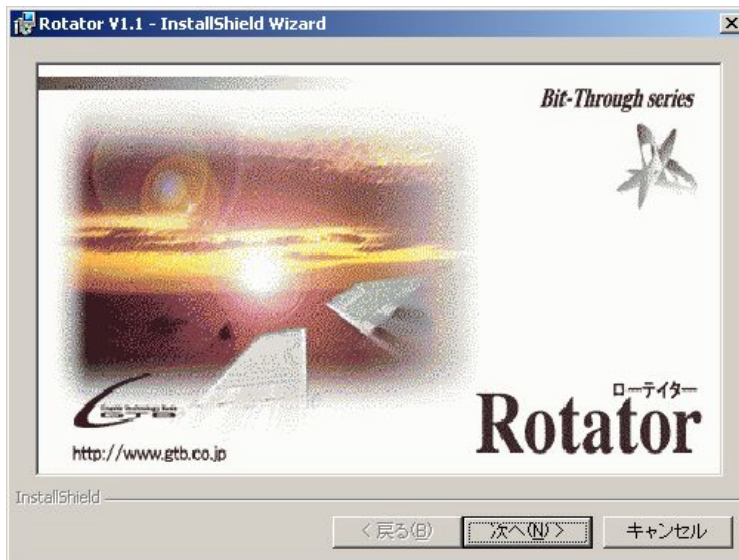 Rotator V1.1 - InstallShield Wizard
Bit-Through series
ローテイター
Rotator
GTB
http://www.gtb.co.jp
InstallShield
< 戻る(B)
次へ(N) >
キャンセル